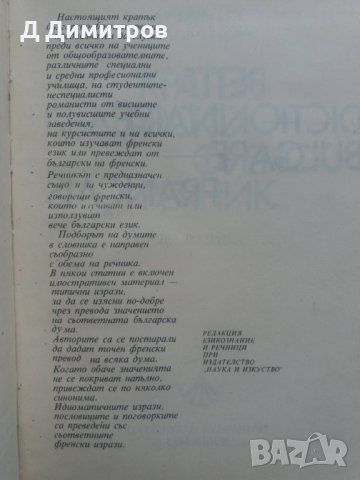 Д Димитров
Настоящият кратък
преди всичко на учениците
от общообразователните,
различните специални
и средни професионални
училища, на студентите-
неспециалисти
романисти от висшите
и полувисшите учебни
заведения,
на курсистите и на всички,
които изучават френски
език или превеждат от
български на френски.
Речникът е предназначен
също и за чужденци,
говорещи френски,
които изучават или
използуват
вече български език.
Подборът на думите
в словника е направен
съобразно
с обема на речника.
В някои статии е включен
илюстративен материал —
типични изрази,
за да се изясни по-добре
чрез превода значението
на съответната българска
дума.
Авторите са се постарали
да дадат точен френски
превод на всяка дума.
Когато обаче значенията
не се покриват напълно,
привеждат се по няколко
синонима.
Идиоматичните изрази,
пословиците и поговорките
са преведени със
съответните
френски изрази.
РЕДАКЦИЯ
ЕЗИКОЗНАНИЕ
И РЕЧНИЦИ
ПРИ
ИЗДАТЕЛСТВО
„НАУКА И ИЗКУСТВО"
bazar